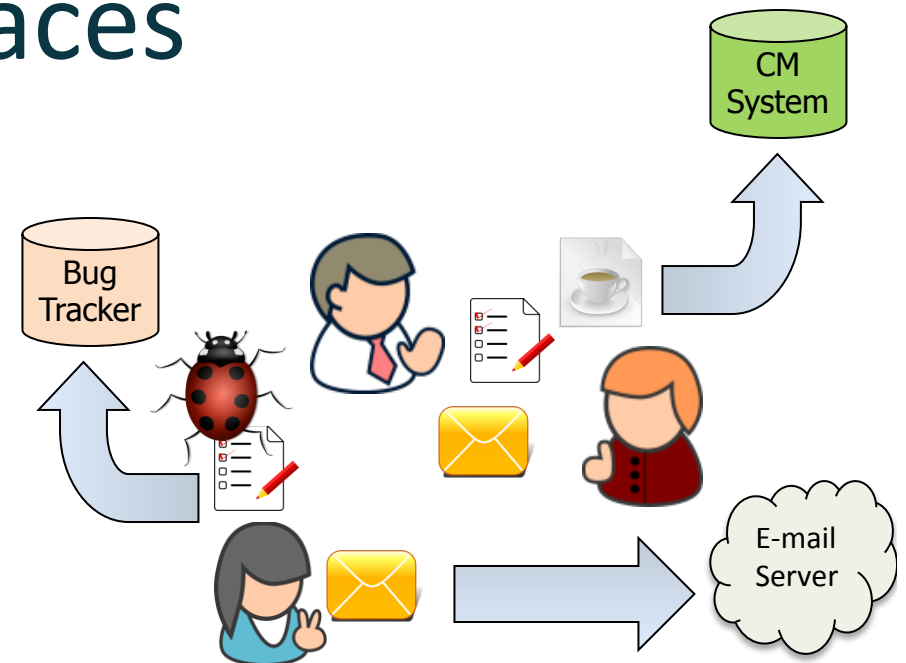 aces
CM
System
Bug
Tracker
E-mail
Server